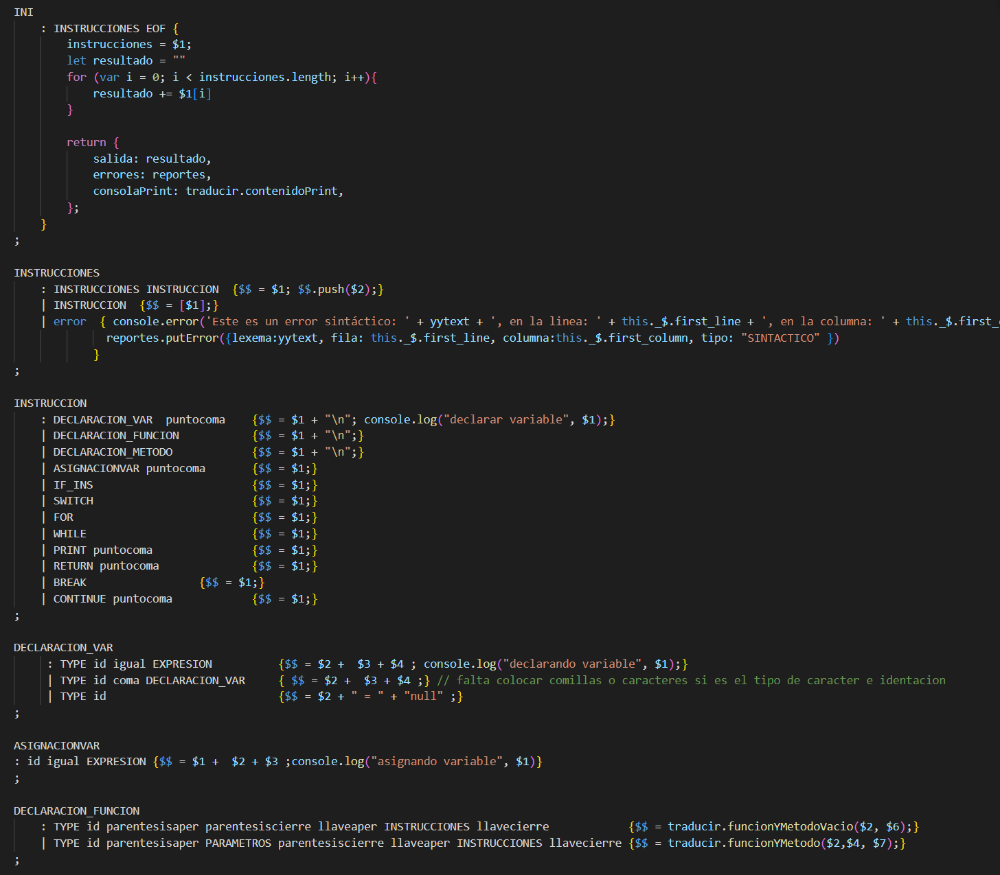 INI
    : INSTRUCCIONES EOF {
        instrucciones = $1;
        let resultado = ""
        for (var i = 0; i < instrucciones.length; i++){
            resultado += $1[i]
        }

        return {
            salida: resultado,
            errores: reportes,
            consolaPrint: traducir.contenidoPrint,
        };
    }
;

INSTRUCCIONES
    : INSTRUCCIONES INSTRUCCION  {$$ = $1; $$.push($2);}
    | INSTRUCCION  {$$ = [$1];}
    | error  { console.error('Este es un error sintáctico: ' + yytext + ', en la linea: ' + this._$.first_line + ', en la columna: ' + this._$.first_
              reportes.putError({lexema:yytext, fila: this._$.first_line, columna:this._$.first_column, tipo: "SINTACTICO" })
            }
;

INSTRUCCION
    : DECLARACION_VAR  puntocoma    {$$ = $1 + "\n"; console.log("declarar variable", $1);}
    | DECLARACION_FUNCION           {$$ = $1 + "\n";}
    | DECLARACION_METODO            {$$ = $1 + "\n";}
    | ASIGNACIONVAR puntocoma       {$$ = $1;}
    | IF_INS                        {$$ = $1;}
    | SWITCH                        {$$ = $1;}
    | FOR                           {$$ = $1;}
    | WHILE                         {$$ = $1;}
    | PRINT puntocoma               {$$ = $1;}
    | RETURN puntocoma              {$$ = $1;}
    | BREAK                 {$$ = $1;}
    | CONTINUE puntocoma            {$$ = $1;}
;

DECLARACION_VAR
     : TYPE id igual EXPRESION          {$$ = $2 +  $3 + $4 ; console.log("declarando variable", $1);}
     | TYPE id coma DECLARACION_VAR     { $$ = $2 +  $3 + $4 ;} // falta colocar comillas o caracteres si es el tipo de caracter e identacion
     | TYPE id                          {$$ = $2 + " = " + "null" ;}
;

ASIGNACIONVAR
: id igual EXPRESION {$$ = $1 +  $2 + $3 ;console.log("asignando variable", $1)}
;

DECLARACION_FUNCION
    : TYPE id parentesisaper parentesiscierre llaveaper INSTRUCCIONES llavecierre            {$$ = traducir.funcionYMetodoVacio($2, $6);}
    | TYPE id parentesisaper PARAMETROS parentesiscierre llaveaper INSTRUCCIONES llavecierre {$$ = traducir.funcionYMetodo($2,$4, $7);}
;